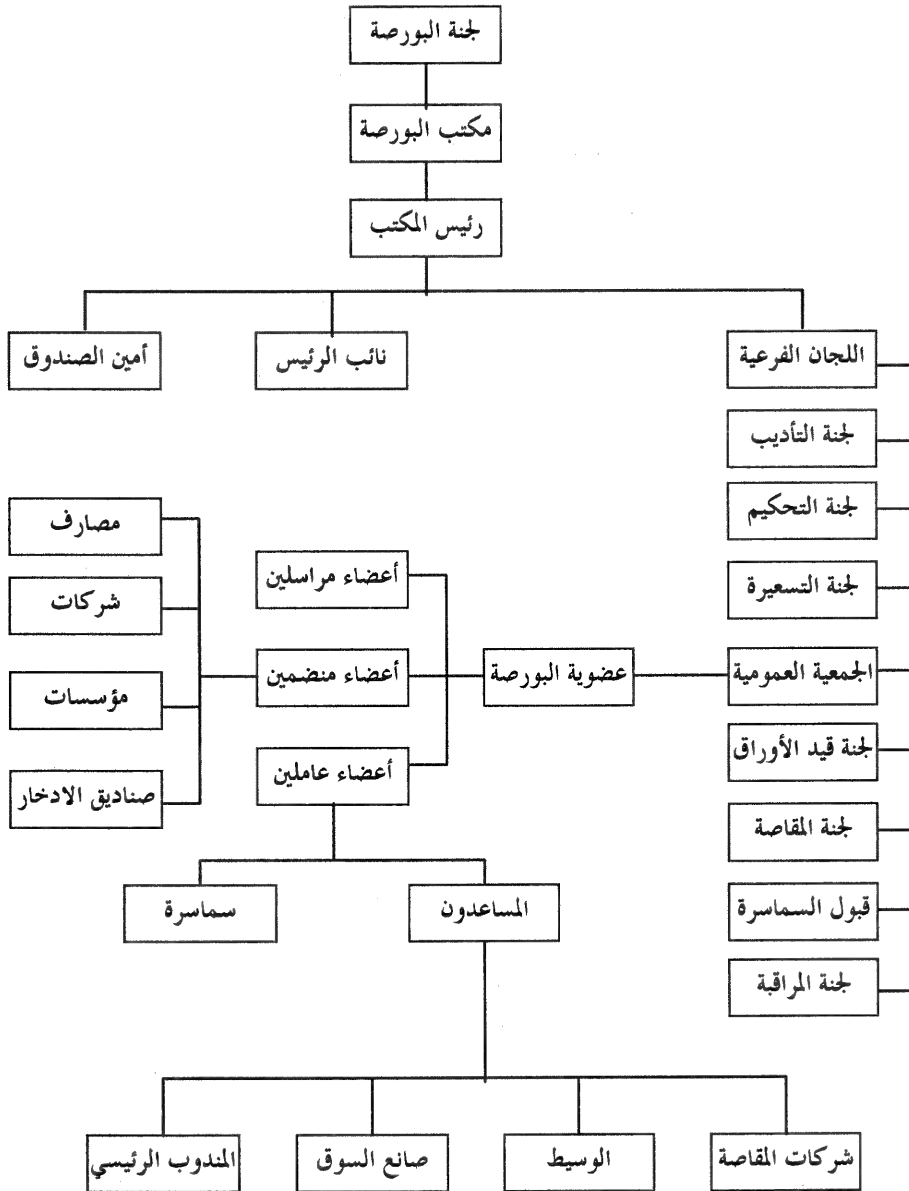 لجنة البورصة
مكتب البورصة
رئيس المكتب
اللجان الفرعية
نائب الرئيس
أمين الصندوق
لجنة التأديب
لجنة التحكيم
لجنة التسعيرة
الجمعية العمومية
لجنة قيد الأوراق
لجنة المقاصة
قبول السماسرة
لجنة المراقبة
عضوية البورصة
أعضاء مراسلين
أعضاء منضمين
أعضاء عاملين
مصارف
شركات
مؤسسات
صناديق الادخار
المساعدون
سماسرة
شركات المقاصة
الوسيط
صانع السوق
المندوب الرئيسي